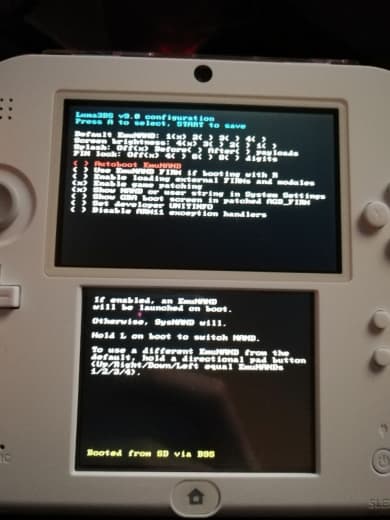 Luma3DS v9.0 configuration
Press A to select, START to save
Default EmuNAND: 1(x) 2( ) 3( ) 4( )
Screen brightness: 4(x) 3( ) 2( ) 1( )
Splash: Off(x) Before( ) After( ) payloads
PIN lock: Off(x) 4( ) 6( ) 8( ) digits
( ) Autoboot EmuNAND
( ) Use EmuNAND FIRM if booting with R
( ) Enable loading external FIRMs and modules
(x) Enable game patching
(x) Show NAND or user string in System Settings
( ) Show GBA boot screen in patched AGB_FIRM
( ) Set developer UNITINFO
( ) Disable ARM11 exception handlers
If enabled, an EmuNAND
will be launched on boot.
Otherwise, SysNAND will.
Hold L on boot to switch NAND.
To use a different EmuNAND from the
default, hold a directional pad button
(Up/Right/Down/Left equal EmuNANDs
1/2/3/4).
Booted from SD via B9S